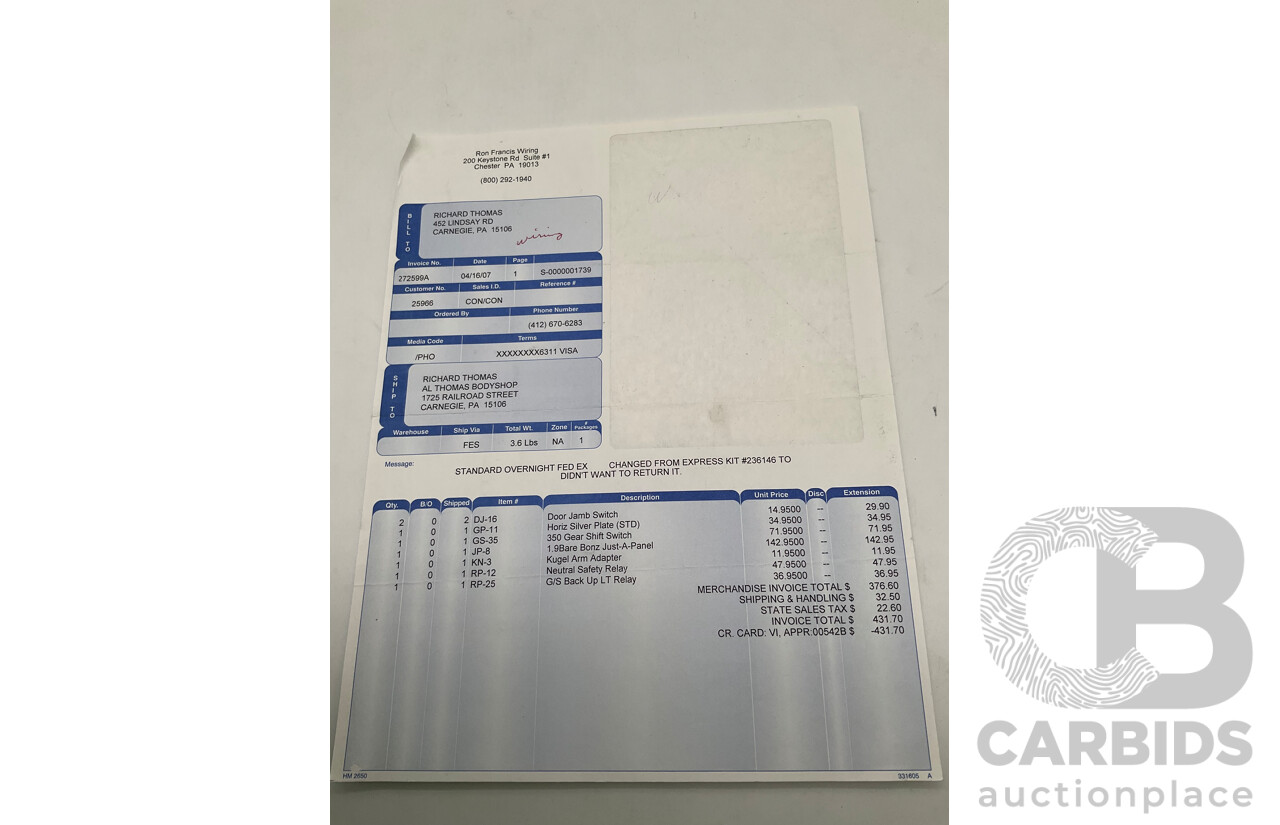 Ron Francis Wiring
200 Keystone Rd Suite #1
Chester PA 19013
(800) 292-1940
BILL TO
RICHARD THOMAS
452 LINDSAY RD
CARNEGIE, PA 15106
wiring
Invoice No. Date Page
272599A 04/16/07 1 S-0000001739
Customer No. Sales I.D. Reference #
25966 CON/CON
Ordered By Phone Number
(412) 670-6283
Media Code Terms
/PHO XXXXXXXX6311 VISA
SHIP TO
RICHARD THOMAS
AL THOMAS BODYSHOP
1725 RAILROAD STREET
CARNEGIE, PA 15106
Warehouse Ship Via Total Wt. Zone # Packages
FES 3.6 Lbs NA 1
Message:
STANDARD OVERNIGHT FED EX CHANGED FROM EXPRESS KIT #236146 TO
DIDN'T WANT TO RETURN IT.
Qty. B/O Shipped Item # Description Unit Price Disc Extension
2 0 2 DJ-16 Door Jamb Switch 14.9500 -- 29.90
1 0 1 GP-11 Horiz Silver Plate (STD) 34.9500 -- 34.95
1 0 1 GS-35 350 Gear Shift Switch 71.9500 -- 71.95
1 0 1 JP-8 1.9Bare Bonz Just-A-Panel 142.9500 -- 142.95
1 0 1 KN-3 Kugel Arm Adapter 11.9500 -- 11.95
1 0 1 RP-12 Neutral Safety Relay 47.9500 -- 47.95
1 0 1 RP-25 G/S Back Up LT Relay 36.9500 -- 36.95
MERCHANDISE INVOICE TOTAL $ 376.60
SHIPPING & HANDLING $ 32.50
STATE SALES TAX $ 22.60
INVOICE TOTAL $ 431.70
CR. CARD: VI, APPR:00542B $ -431.70
HM 2650 331605 A
CB
CARBIDS
auctionplace